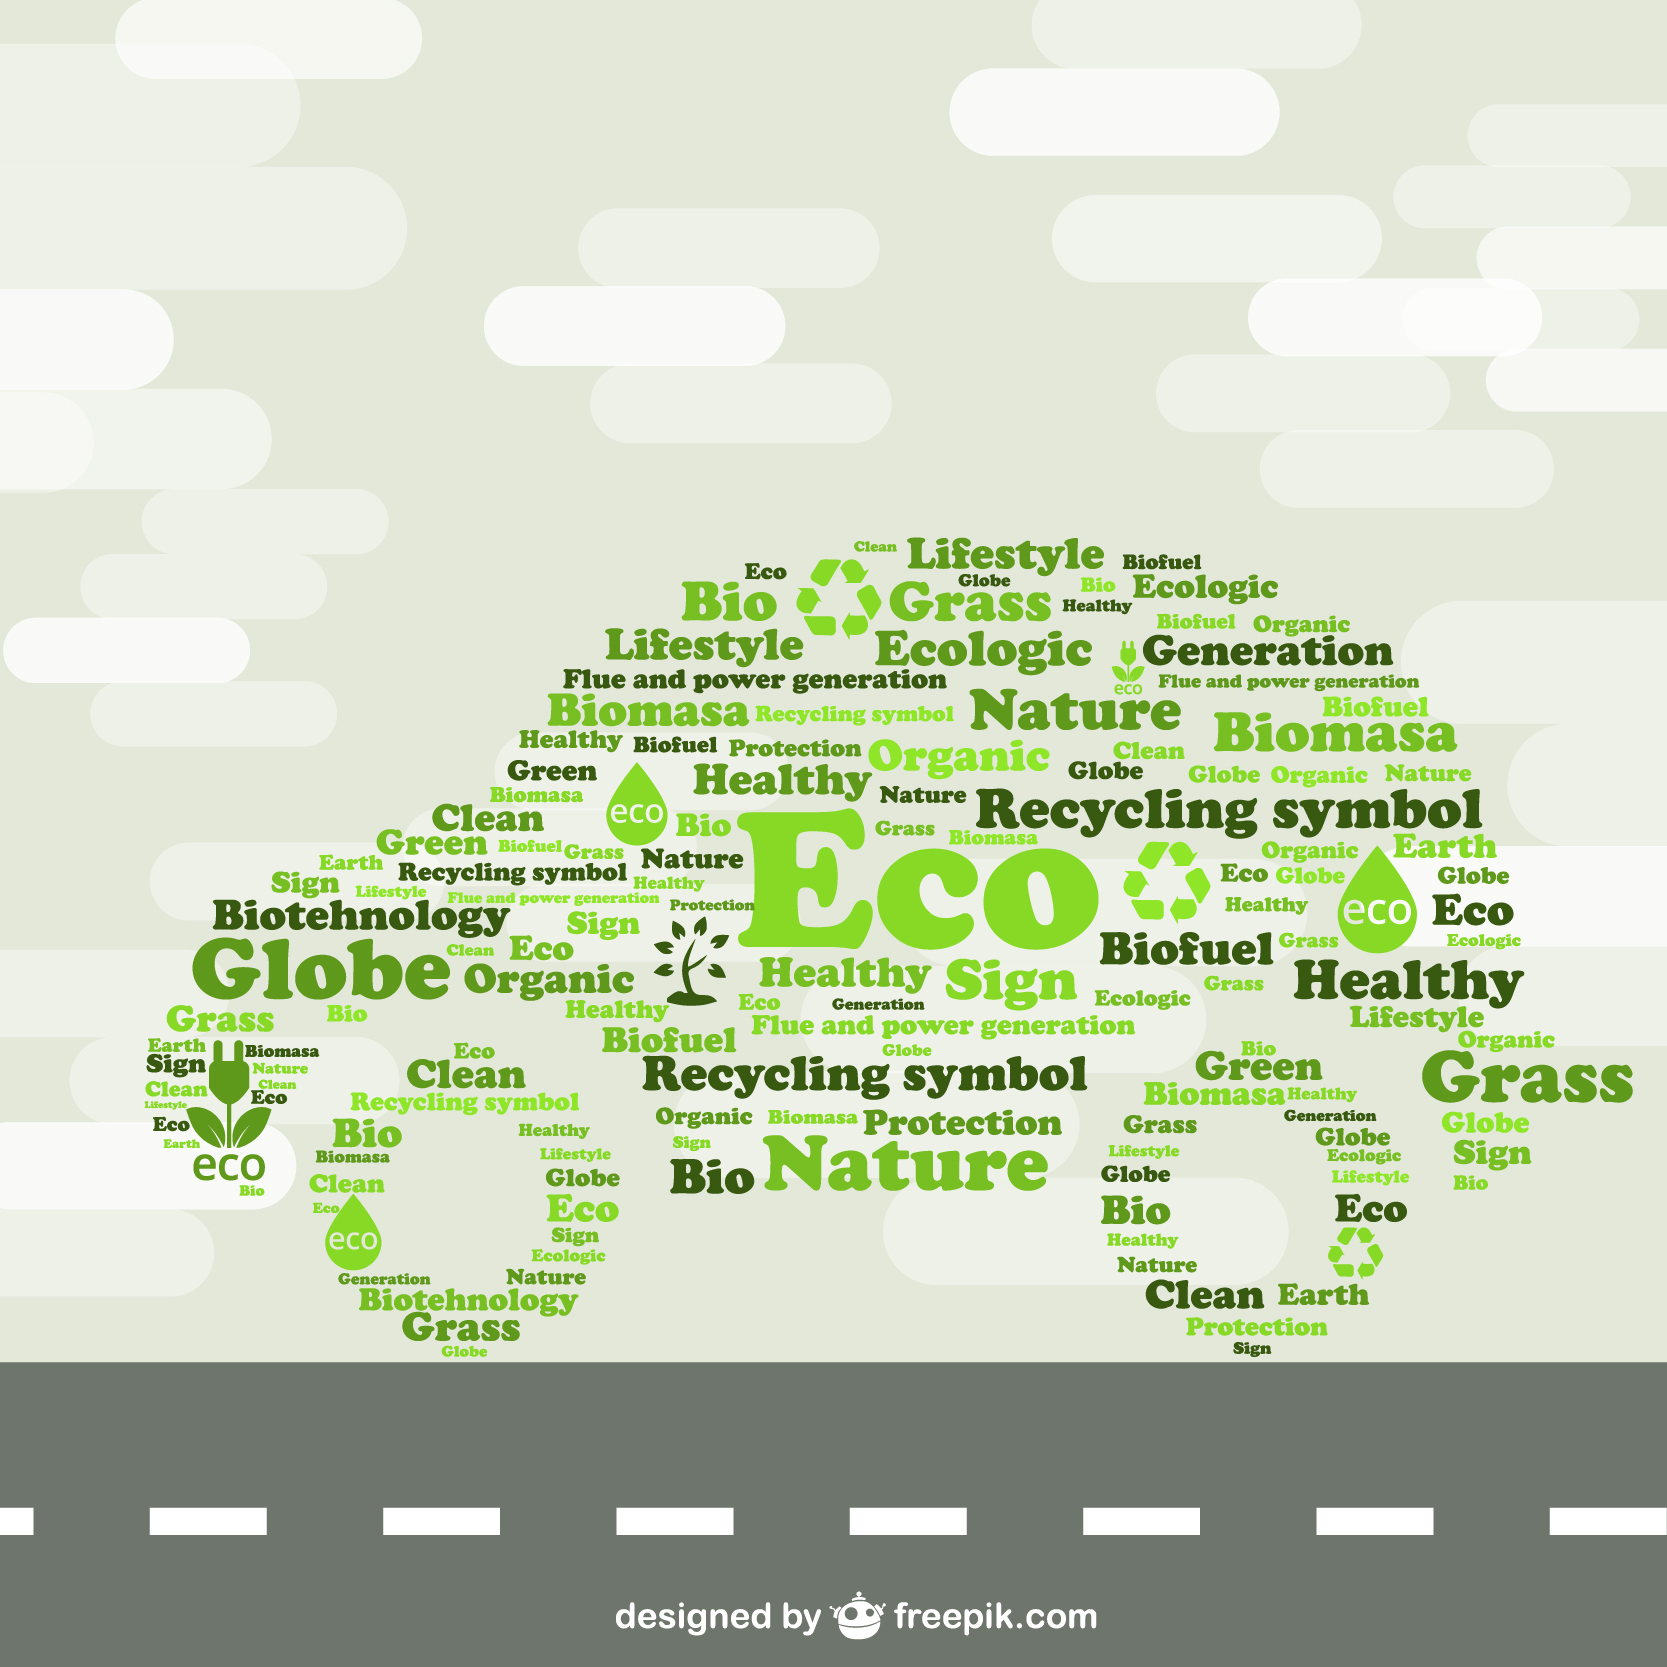 Clean Lifestyle Biofuel
Eco Globe Bio Ecologic
Bio Grass Healthy
Biofuel Organic
Lifestyle Ecologic Generation
Flue and power generation eco Flue and power generation
Biomasa Recycling symbol Nature Biofuel
Biomasa
Healthy Biofuel Protection Organic Clean
Green Healthy Globe Globe Organic Nature
Biomasa eco Nature Recycling symbol
Clean Bio Eco Grass Biomasa
Green Biofuel Grass Organic Earth
Earth Recycling symbol Nature Eco Globe Globe
Sign Lifestyle Flue and power generation Healthy
Biotehnology Sign Protection Healthy eco Eco
Clean Eco Biofuel Grass Ecologic
Globe Organic Healthy Sign Grass Healthy
Grass Bio Healthy Eco Generation Ecologic Lifestyle
Biofuel Flue and power generation Organic
Earth Biomasa Eco Globe Bio
Sign Nature Clean Recycling symbol Green Grass
Clean Clean Eco Recycling symbol Biomasa Healthy
Lifestyle Organic Biomasa Protection Grass Generation Globe
Eco Bio Healthy Sign Globe
Earth Biomasa Lifestyle Nature Lifestyle Ecologic Sign
eco Clean Globe Bio Globe Lifestyle Bio
Bio Eco Eco Bio Eco
eco Sign Healthy
Ecologic
Generation Nature Nature
Biotehnology Clean Earth
Grass Protection
Globe Sign
designed by freepik.com